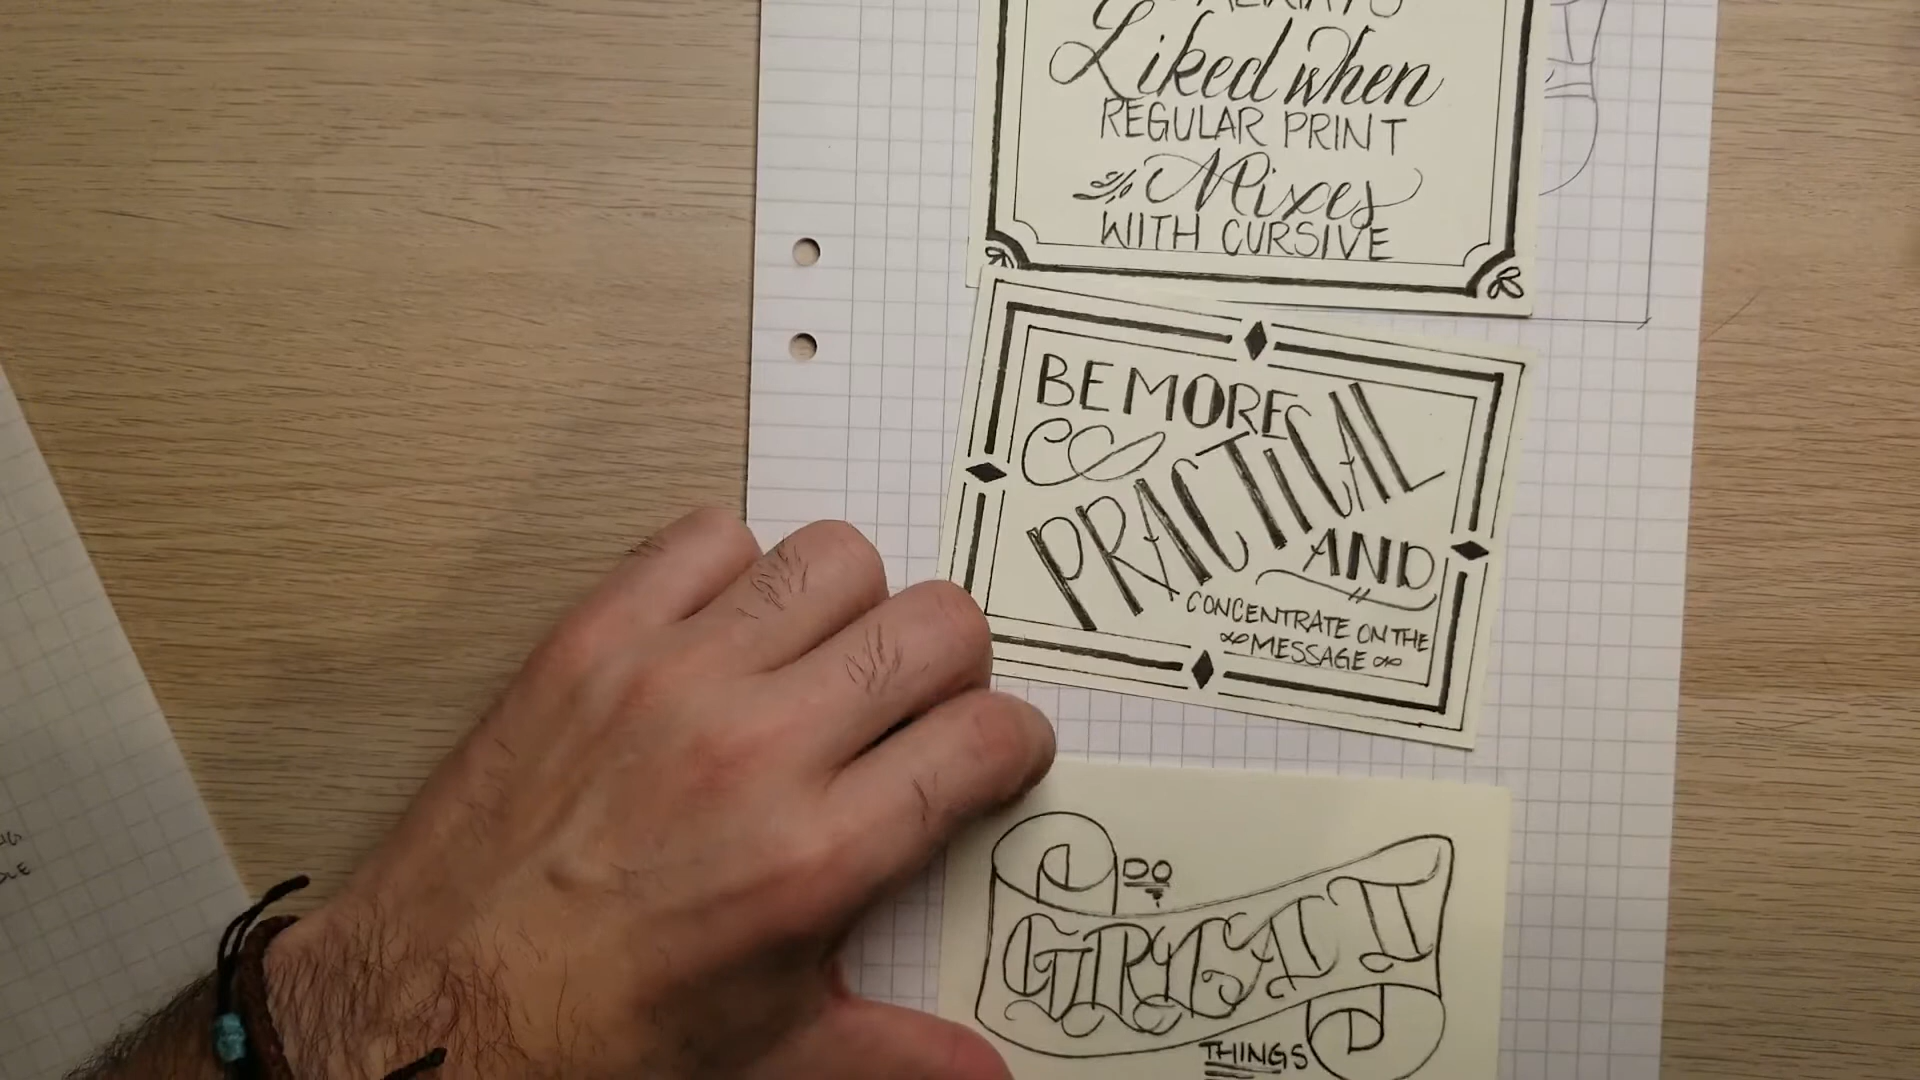 Liked when
REGULAR PRINT
Mixes
WITH CURSIVE
BE MORE
PRACTICAL
AND
CONCENTRATE ON THE
MESSAGE
DO
GREAT
THINGS